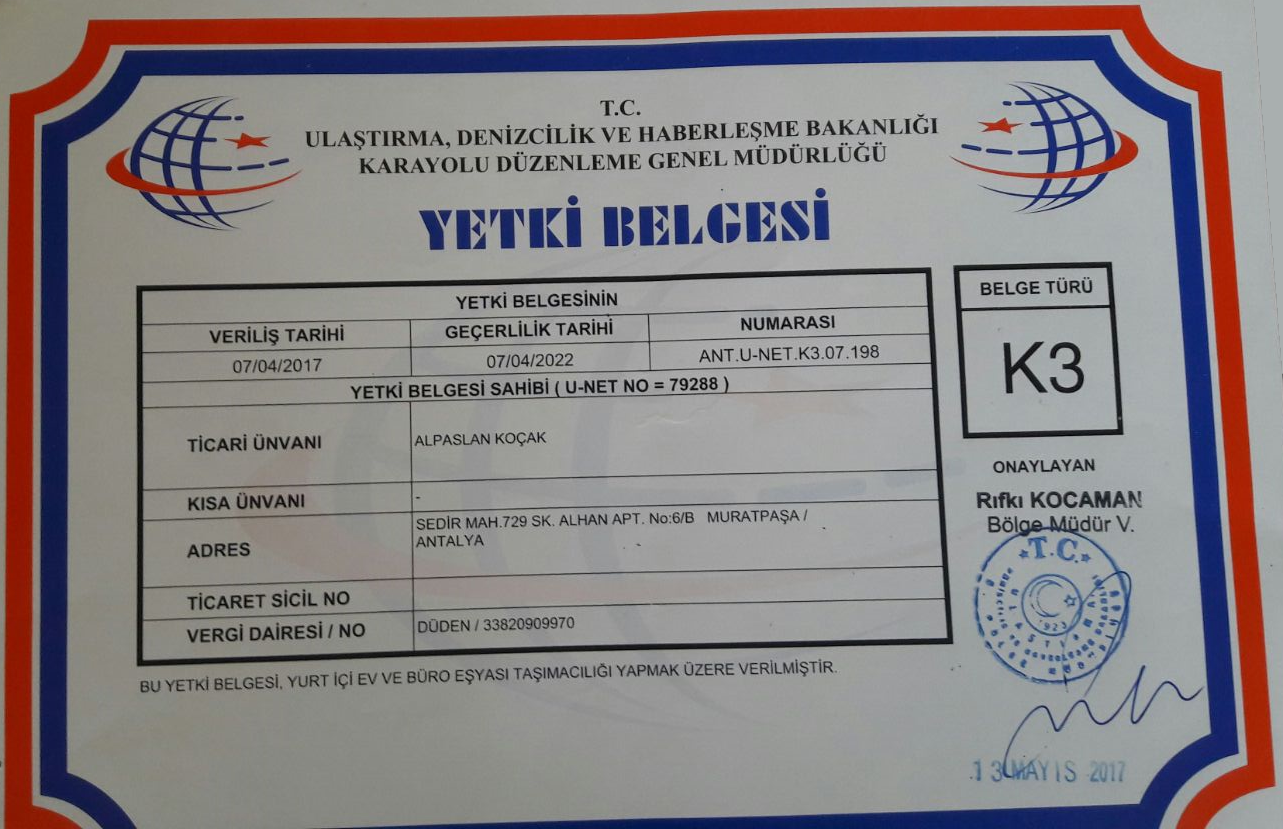 T.C.
ULAŞTIRMA, DENİZCİLİK VE HABERLEŞME BAKANLIĞI
KARAYOLU DÜZENLEME GENEL MÜDÜRLÜĞÜ
YETKİ BELGESİ
YETKİ BELGESİNİN
VERİLİŞ TARİHİ GEÇERLİLİK TARİHİ NUMARASI
07/04/2017 07/04/2022 ANT.U-NET.K3.07.198
YETKİ BELGESİ SAHİBİ ( U-NET NO = 79288 )
TİCARİ ÜNVANI ALPASLAN KOÇAK
KISA ÜNVANI -
ADRES SEDİR MAH.729 SK. ALHAN APT. No:6/B MURATPAŞA /
ANTALYA
TİCARET SİCİL NO
VERGİ DAİRESİ / NO DÜDEN / 33820909970
BU YETKİ BELGESİ, YURT İÇİ EV VE BÜRO EŞYASI TAŞIMACILIĞI YAPMAK ÜZERE VERİLMİŞTİR.
BELGE TÜRÜ
K3
ONAYLAYAN
Rıfkı KOCAMAN
Bölge Müdür V.
T.C.
1923
13 MAYIS 2017